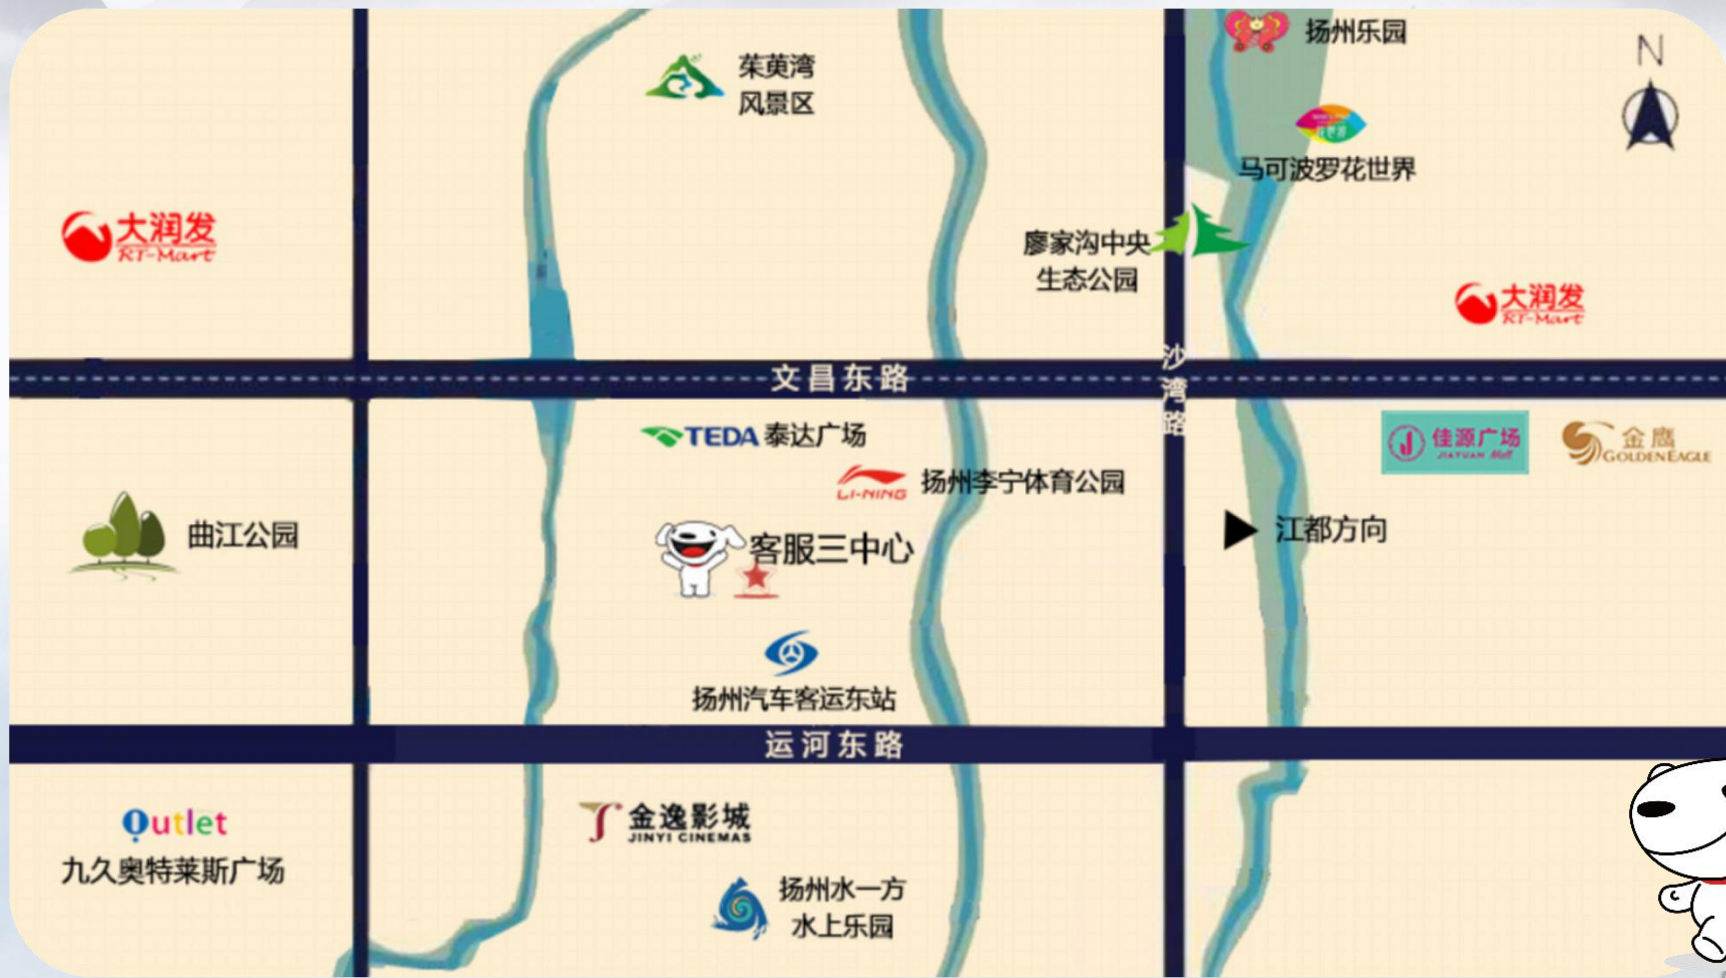 扬州乐园
N
茱萸湾
风景区
马可波罗花世界
大润发
RT-Mart
廖家沟中央
生态公园
大润发
RT-Mart
文昌东路
沙湾路
TEDA 泰达广场
佳源广场
JIAYUAN Mall
金鹰
GOLDEN EAGLE
LI-NING 扬州李宁体育公园
曲江公园
江都方向
客服三中心
扬州汽车客运东站
运河东路
Outlet
九久奥特莱斯广场
金逸影城
JINYI CINEMAS
扬州水一方
水上乐园